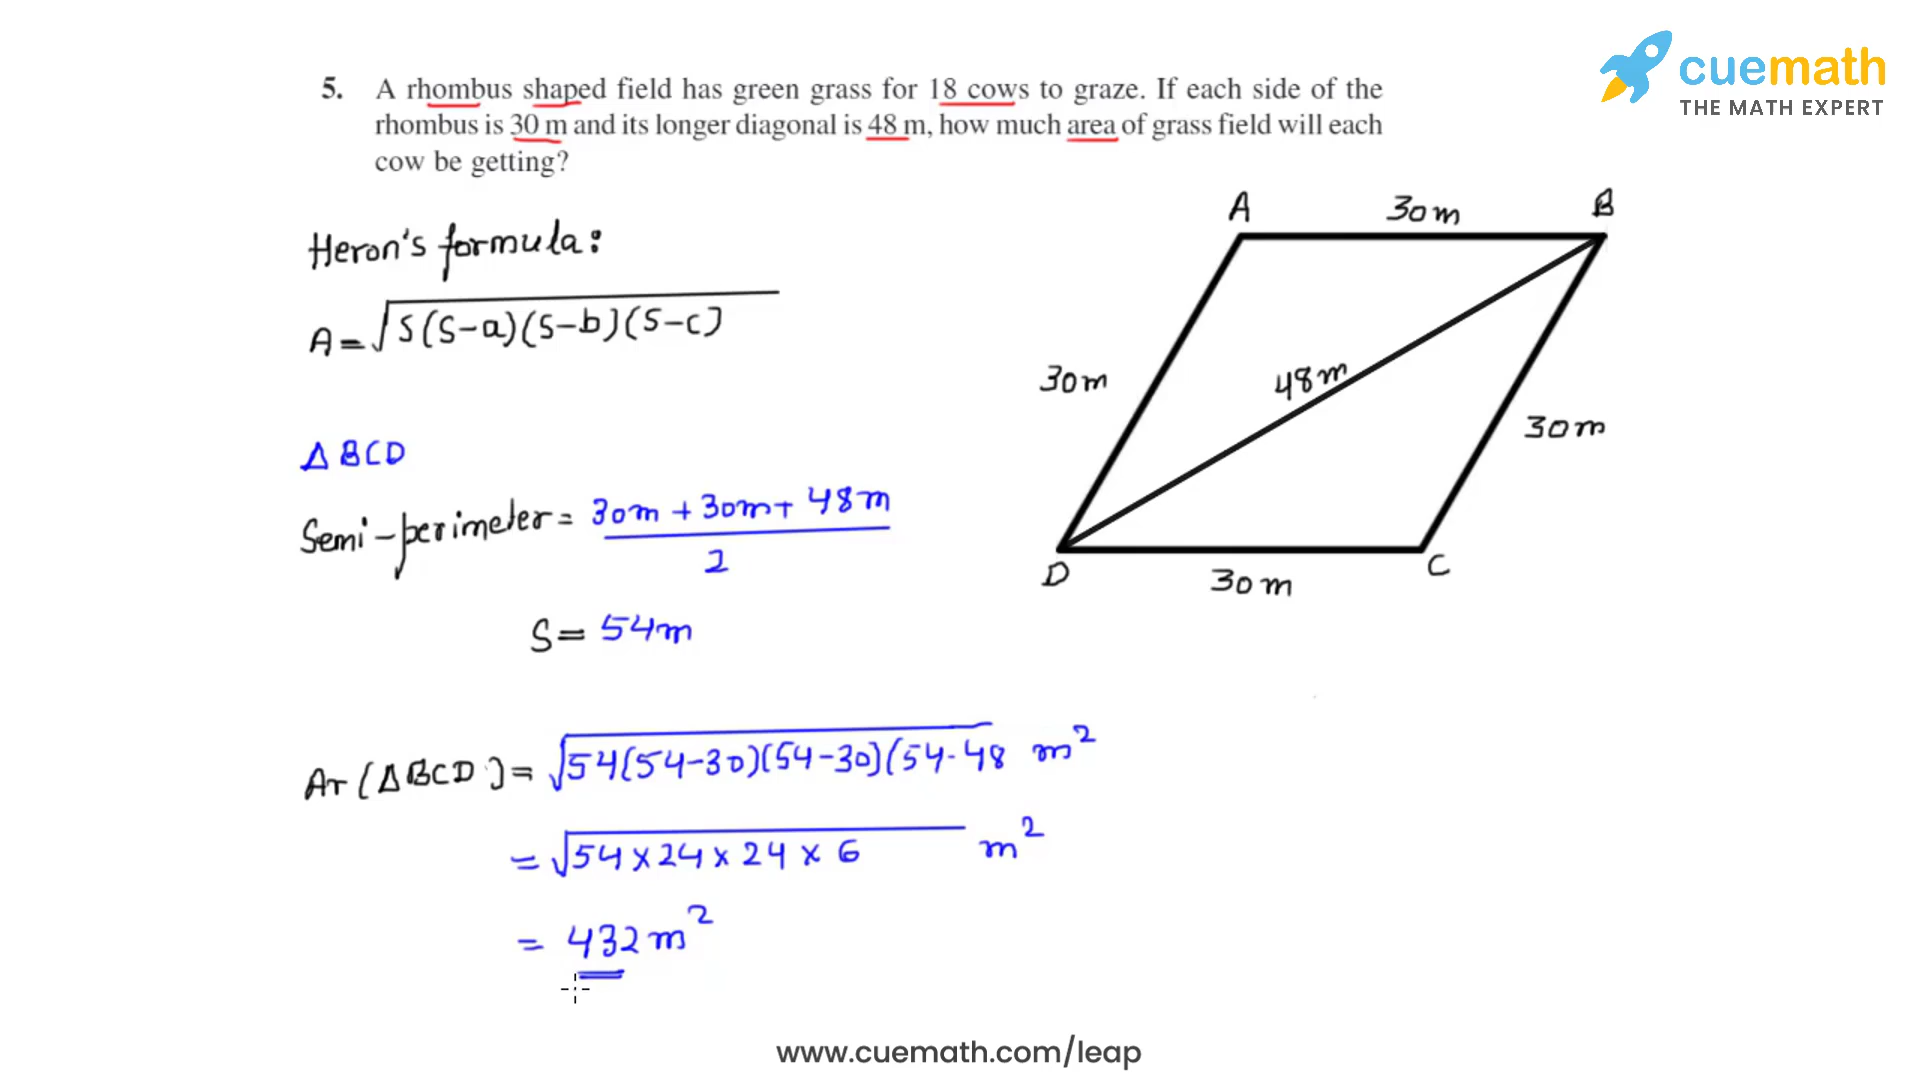 cuemath
THE MATH EXPERT
5. A rhombus shaped field has green grass for 18 cows to graze. If each side of the
rhombus is 30 m and its longer diagonal is 48 m, how much area of grass field will each
cow be getting?
A 30m B
Heron's formula:
A = √S(S-a)(S-b)(S-c)
30m 48m 30m
Δ BCD
Semi-perimeter = 30m + 30m + 48m
2
D 30m C
S = 54m
Ar (ΔBCD) = √54(54-30)(54-30)(54-48 m²
= √54 × 24 × 24 × 6 m²
= 432 m²
www.cuemath.com/leap